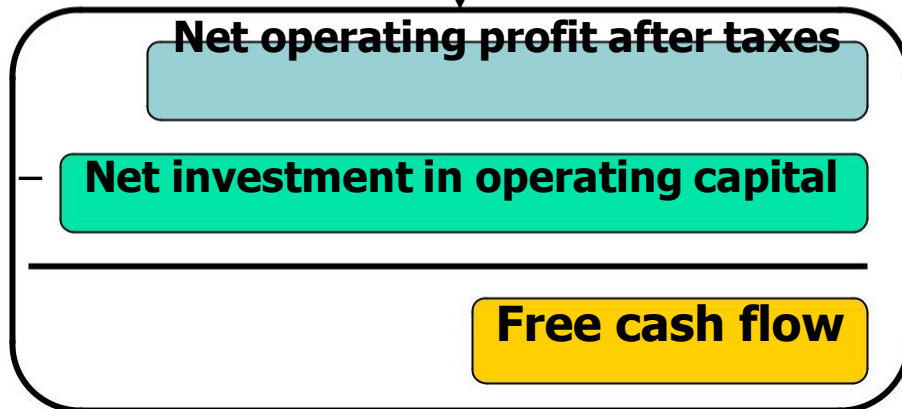 Net operating profit after taxes
– Net investment in operating capital
Free cash flow